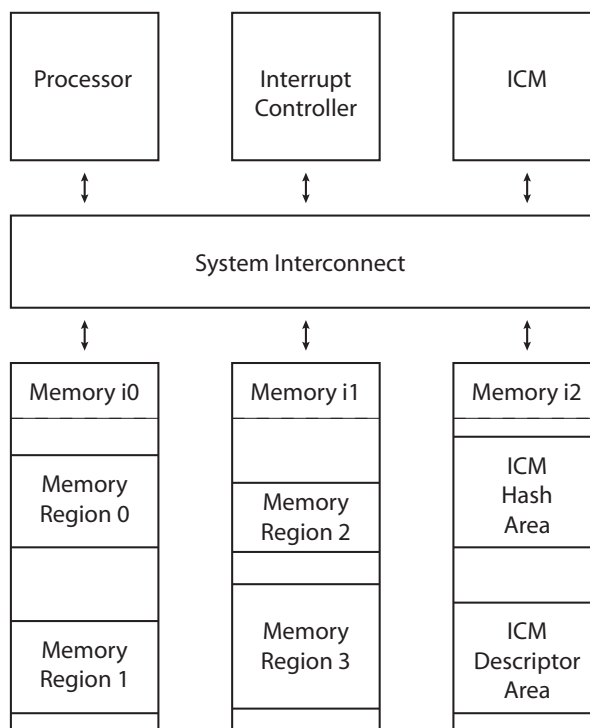 Processor
Interrupt
Controller
ICM
System Interconnect
Memory i0
Memory i1
Memory i2
Memory
Region 0
Memory
Region 2
ICM
Hash
Area
Memory
Region 1
Memory
Region 3
ICM
Descriptor
Area